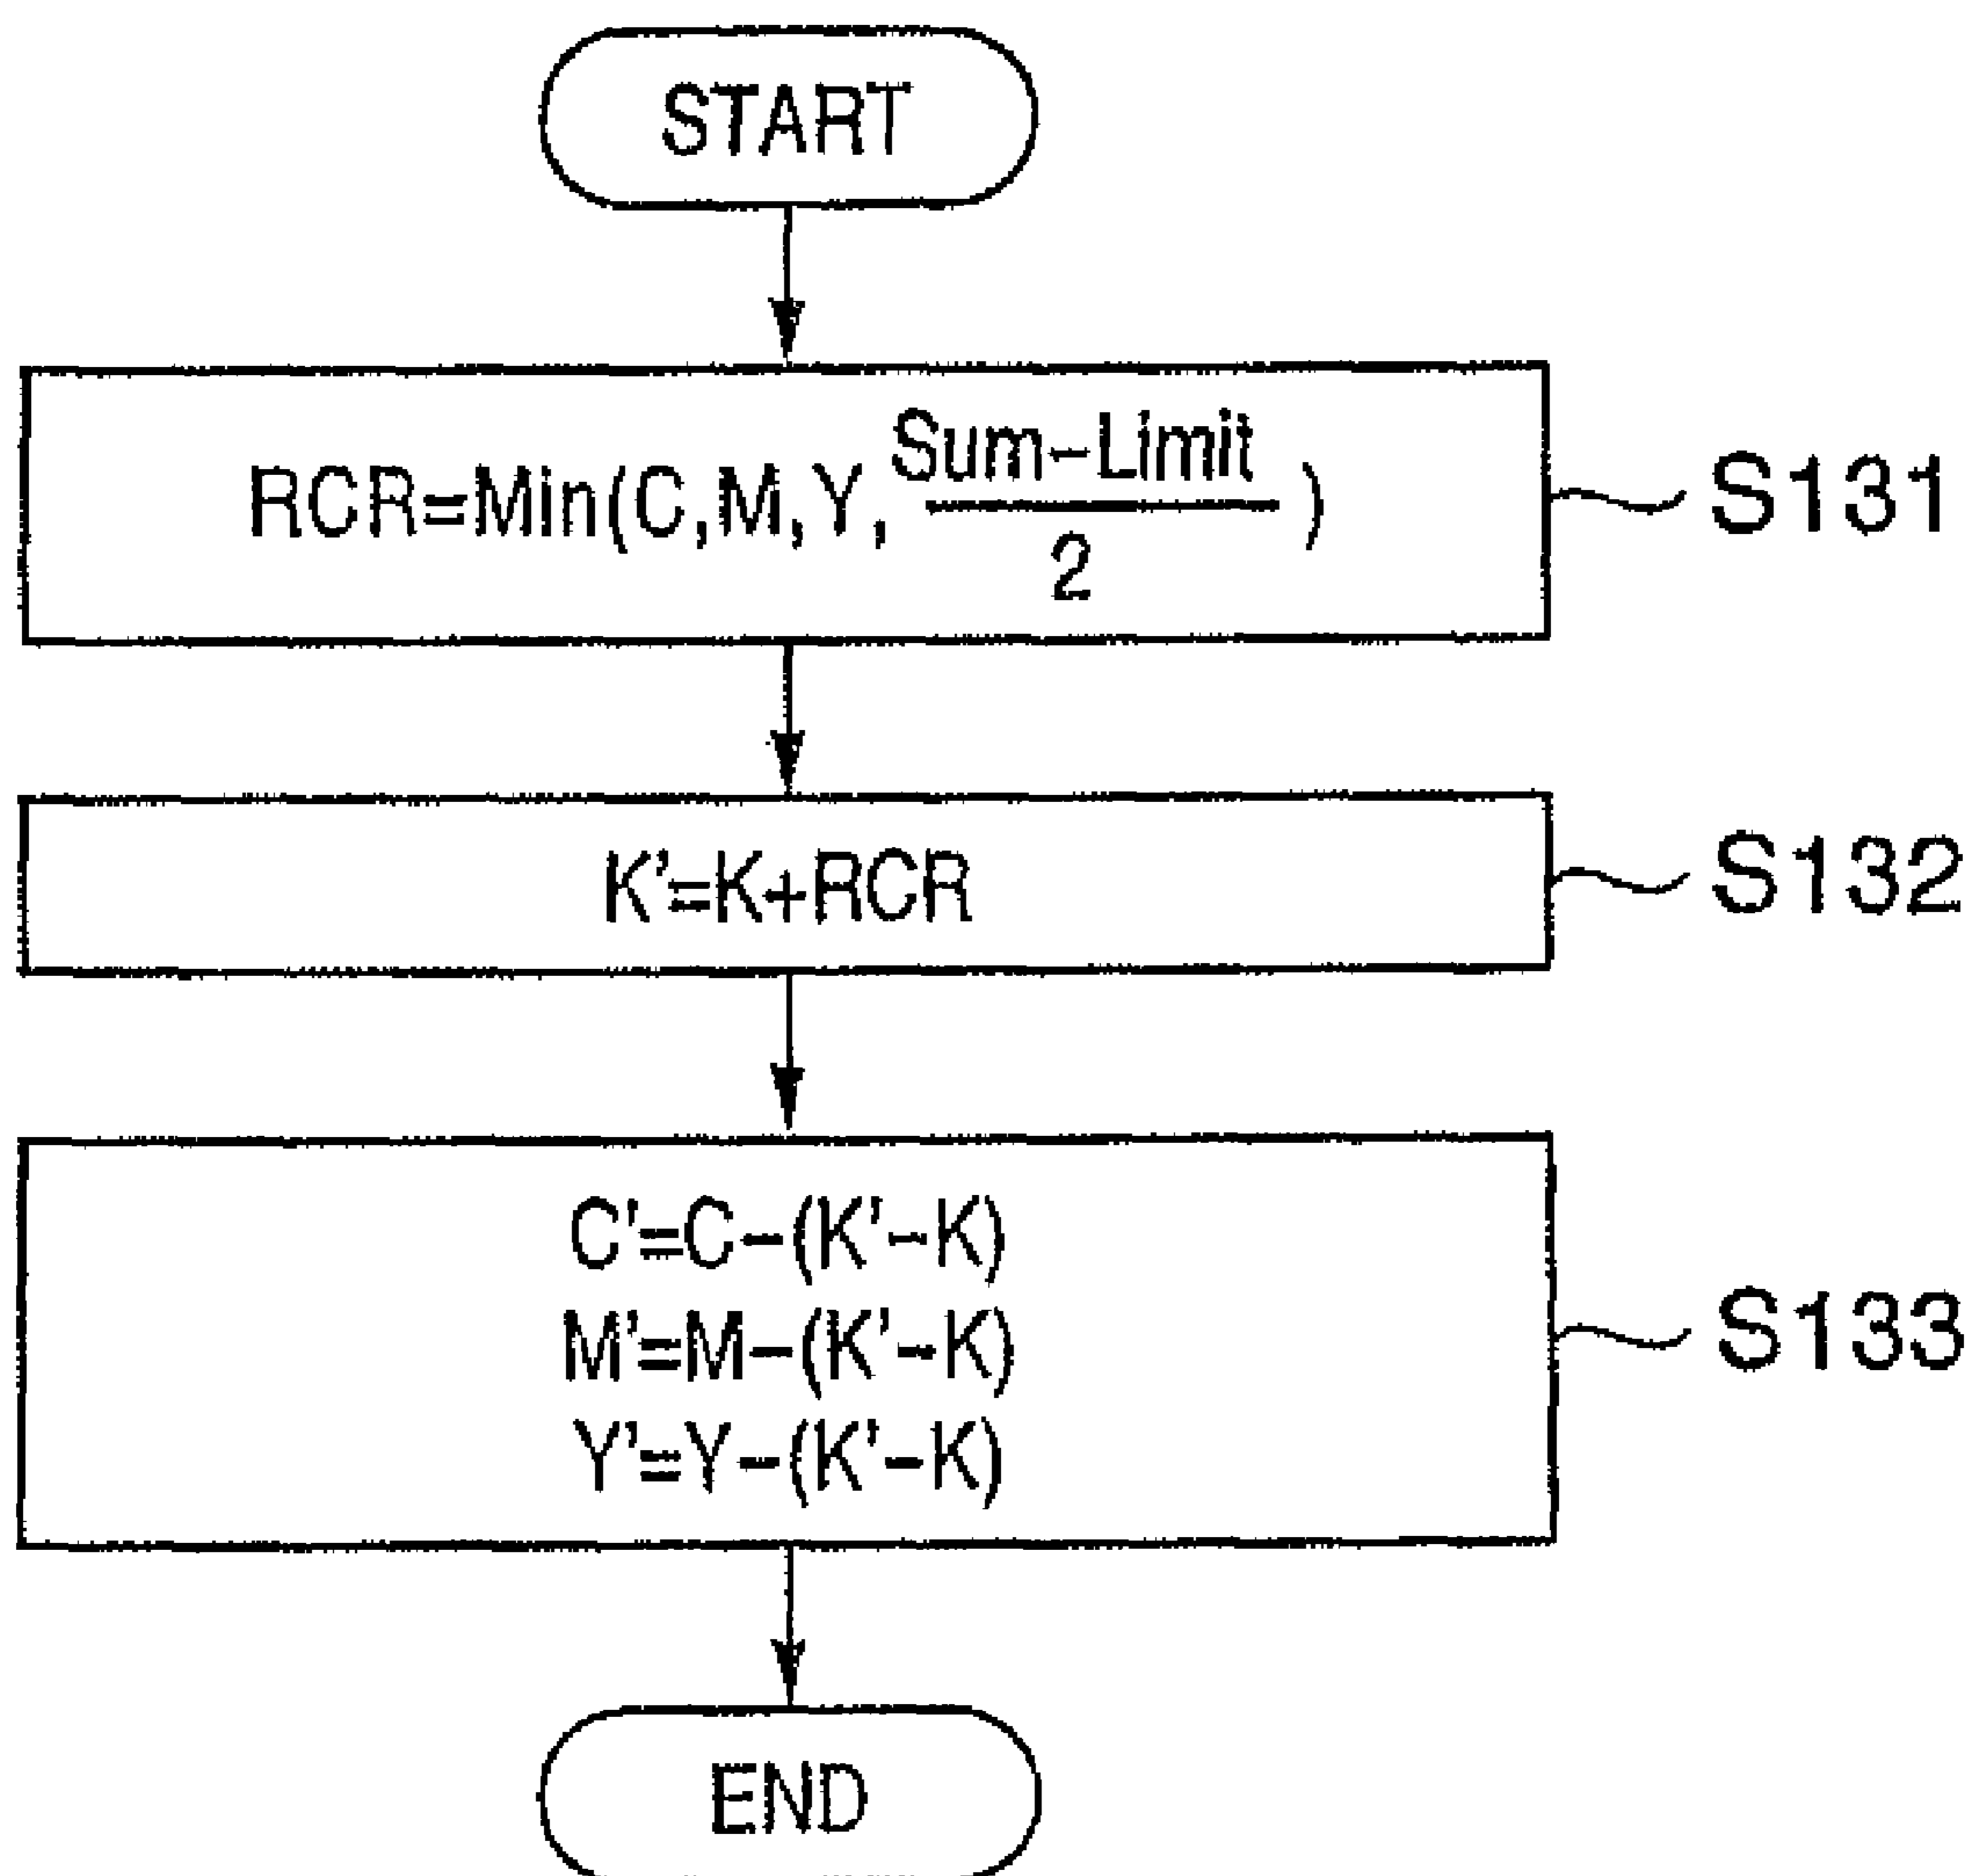 START
RCR=Min(C,M,Y,Sum-Limit/2)
S131
K'=K+RCR
S132
C'=C-(K'-K)
M'=M-(K'-K)
Y'=Y-(K'-K)
S133
END